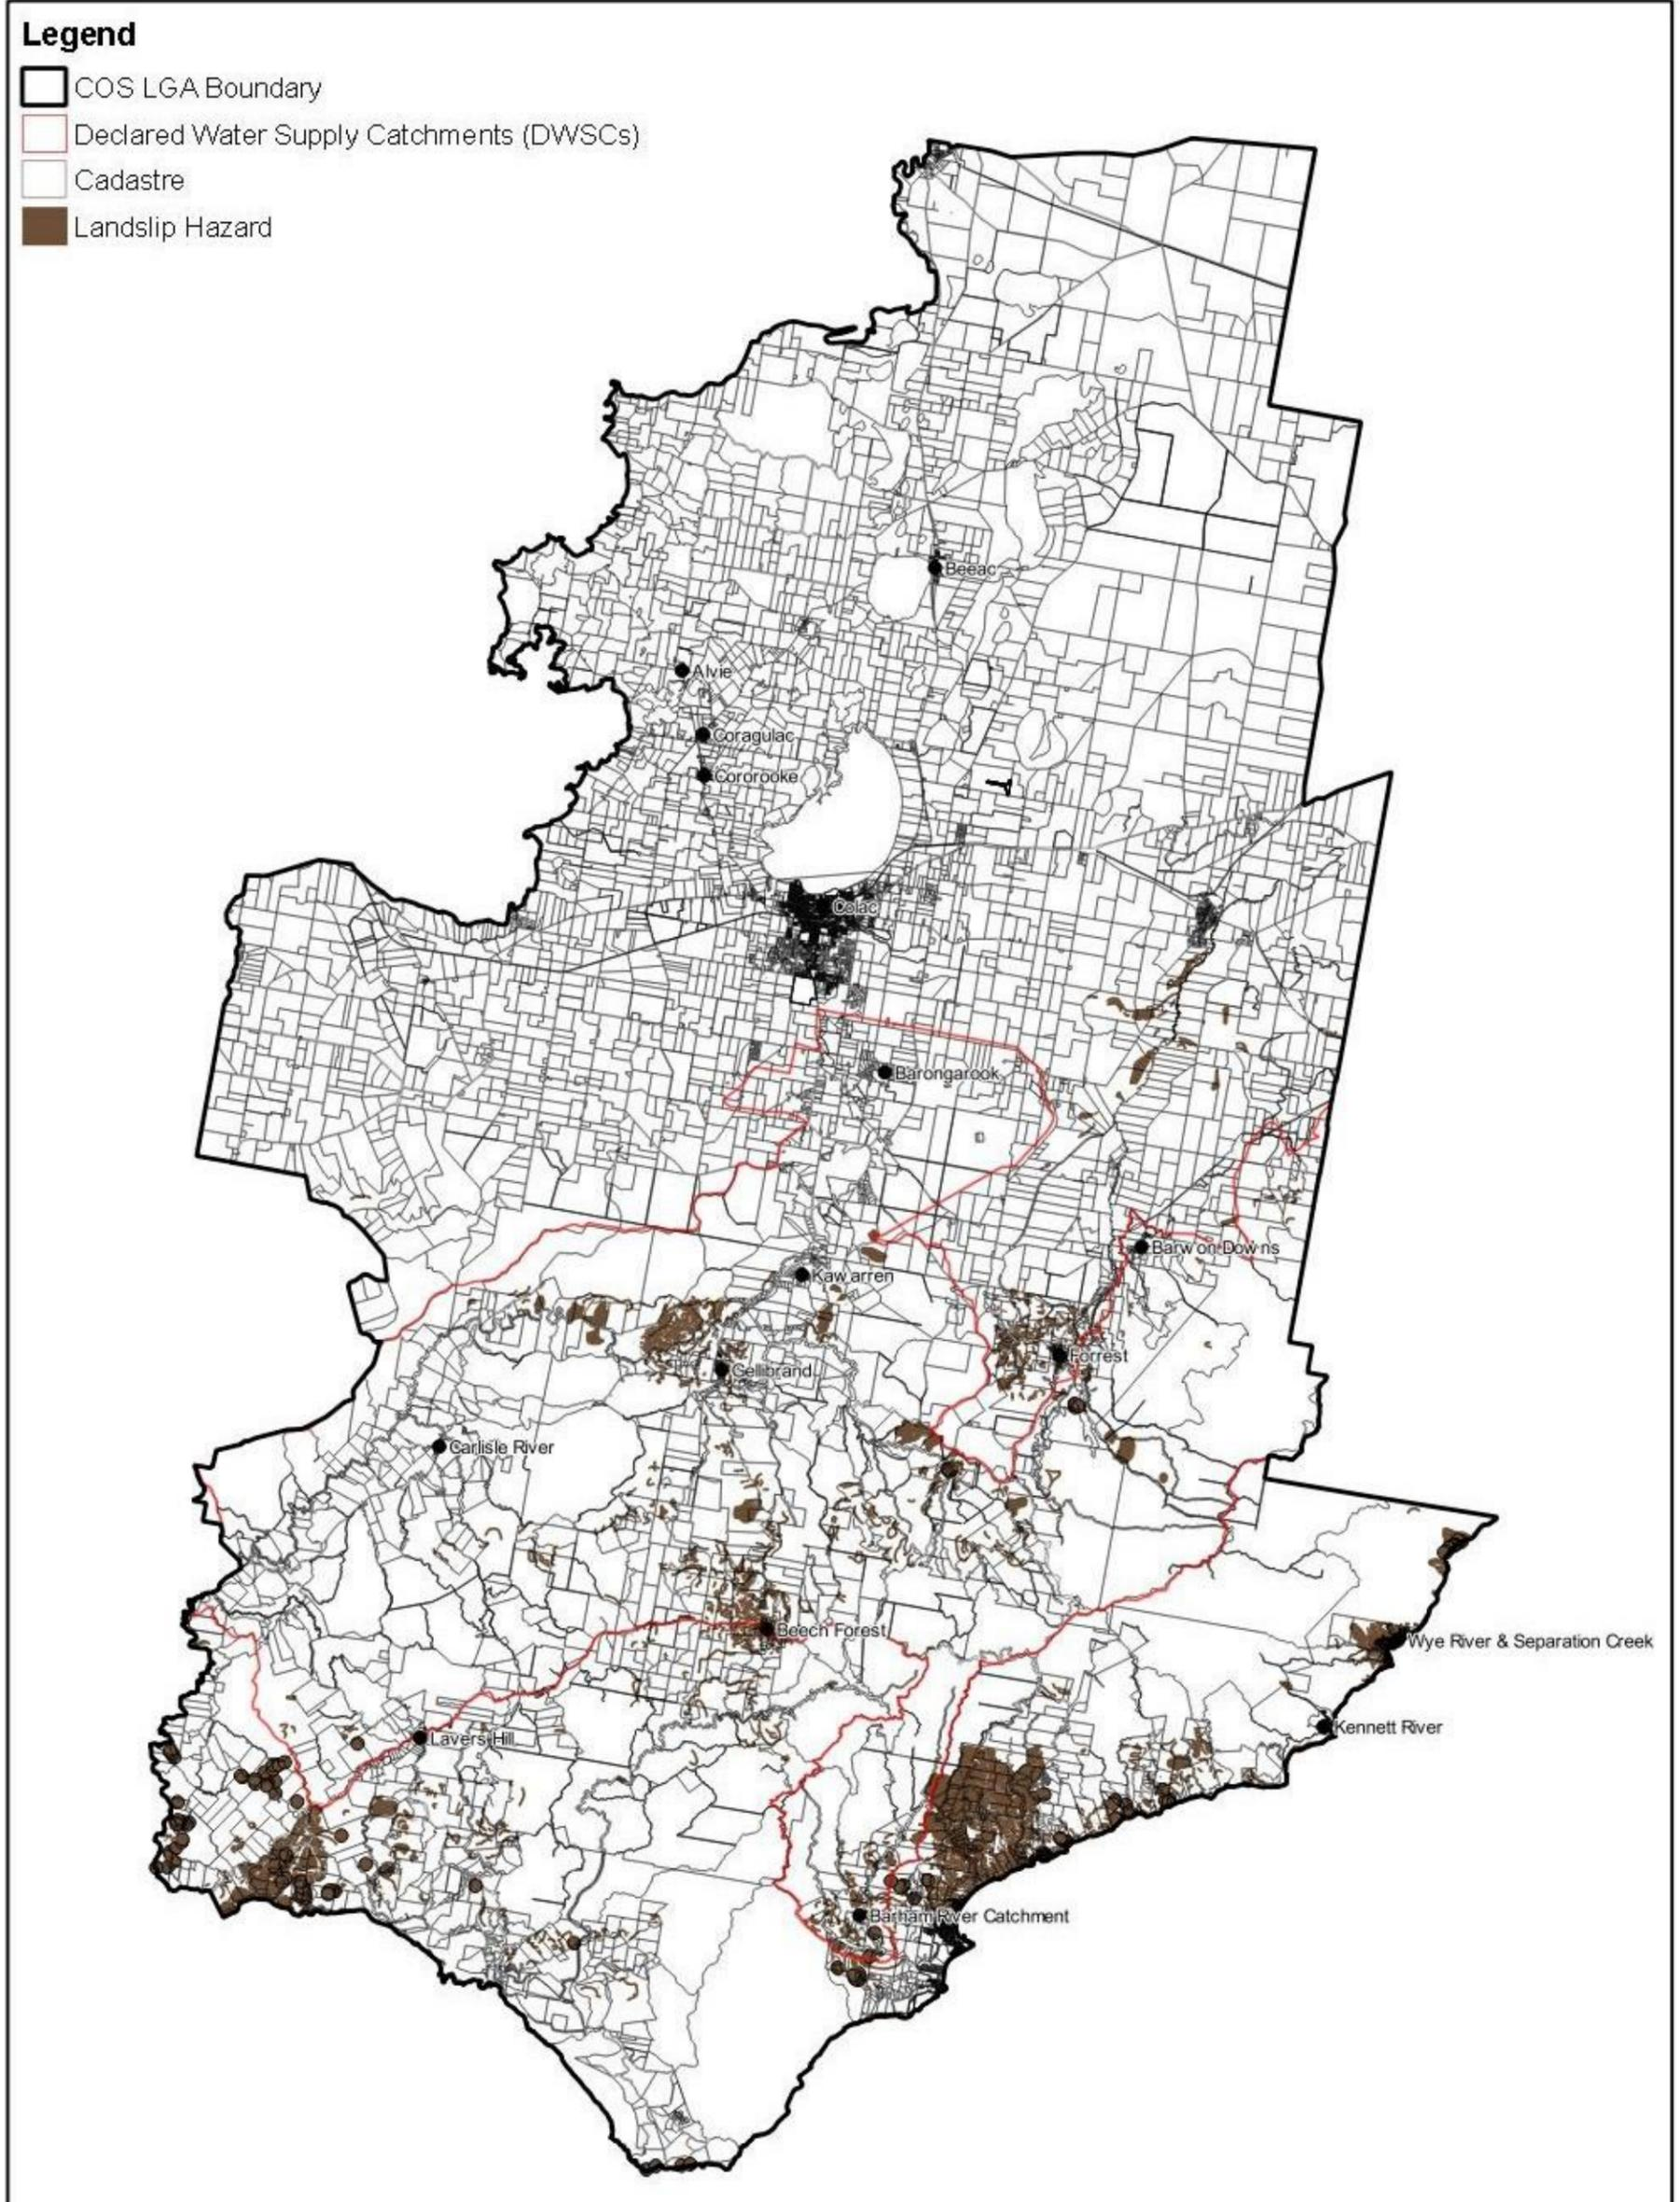 Legend
COS LGA Boundary
Declared Water Supply Catchments (DWSCs)
Cadastre
Landslip Hazard
Beeac
Alvie
Coragulac
Cororooke
Colac
Barongarook
Barwon Downs
Kawarren
Forrest
Gellibrand
Carlisle River
Beech Forest
Wye River & Separation Creek
Kennett River
Lavers Hill
Barham River Catchment